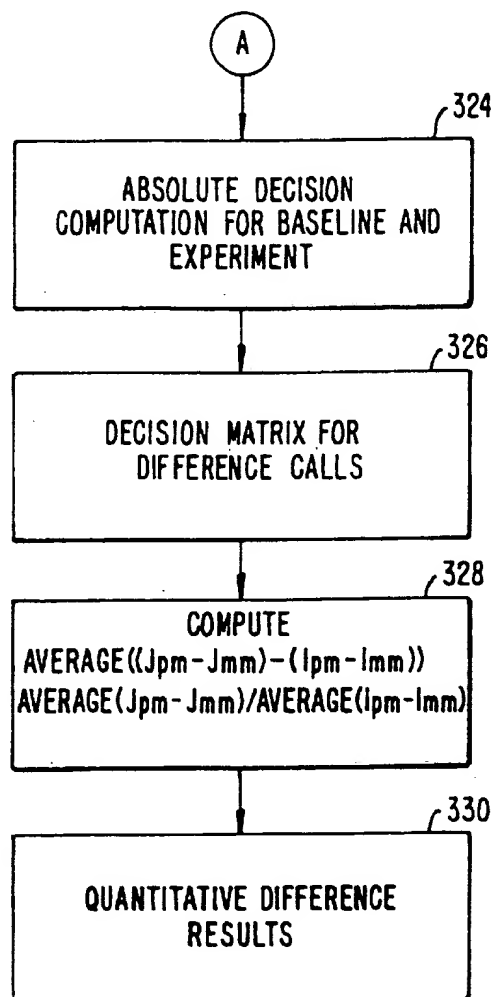 A
324
ABSOLUTE DECISION
COMPUTATION FOR BASELINE AND
EXPERIMENT
326
DECISION MATRIX FOR
DIFFERENCE CALLS
328
COMPUTE
AVERAGE((Jpm-Jmm)-(Ipm-Imm))
AVERAGE(Jpm-Jmm)/AVERAGE(Ipm-Imm)
330
QUANTITATIVE DIFFERENCE
RESULTS